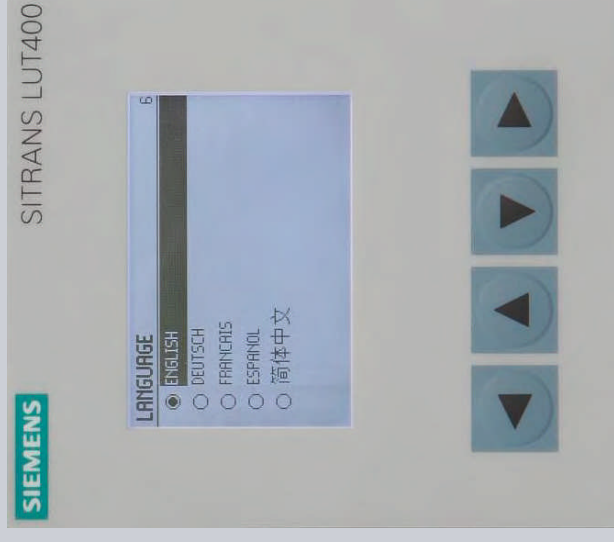 SIEMENS
SITRANS LUT400
LANGUAGE 6
ENGLISH
DEUTSCH
FRANCAIS
ESPANOL
简体中文